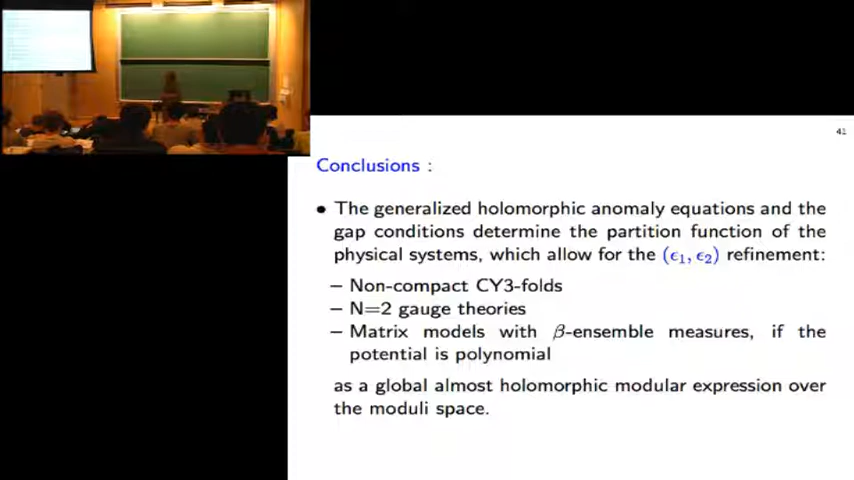 41
Conclusions :
• The generalized holomorphic anomaly equations and the
gap conditions determine the partition function of the
physical systems, which allow for the (ϵ₁, ϵ₂) refinement:
– Non-compact CY3-folds
– N=2 gauge theories
– Matrix models with β-ensemble measures, if the
potential is polynomial
as a global almost holomorphic modular expression over
the moduli space.